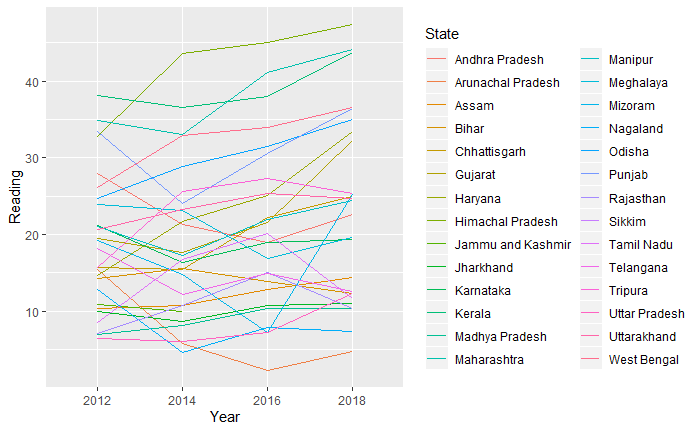 Reading
40
30
20
10
2012
2014
2016
2018
Year
State
Andhra Pradesh
Arunachal Pradesh
Assam
Bihar
Chhattisgarh
Gujarat
Haryana
Himachal Pradesh
Jammu and Kashmir
Jharkhand
Karnataka
Kerala
Madhya Pradesh
Maharashtra
Manipur
Meghalaya
Mizoram
Nagaland
Odisha
Punjab
Rajasthan
Sikkim
Tamil Nadu
Telangana
Tripura
Uttar Pradesh
Uttarakhand
West Bengal